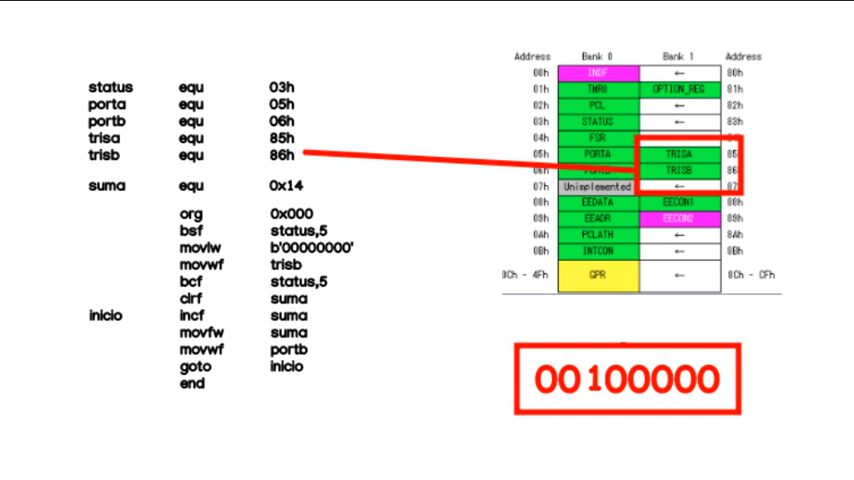 status equ 03h
porta equ 05h
portb equ 06h
trisa equ 85h
trisb equ 86h
suma equ 0x14
org 0x000
bsf status,5
movlw b'00000000'
movwf trisb
bcf status,5
clrf suma
inicio incf suma
movfw suma
movwf portb
goto inicio
end
Address Bank 0 Bank 1 Address
00h INDF ← 80h
01h TMR0 OPTION_REG 81h
02h PCL ← 82h
03h STATUS ← 83h
04h FSR
05h PORTA TRISA 85
06h TRISB 86
07h Unimplemented ← 87
08h EEDATA EECON1 88h
09h EEADR EECON2 89h
0Ah PCLATH ← 8Ah
0Bh INTCON ← 8Bh
0Ch - 4Fh GPR ← 8Ch - CFh
00100000